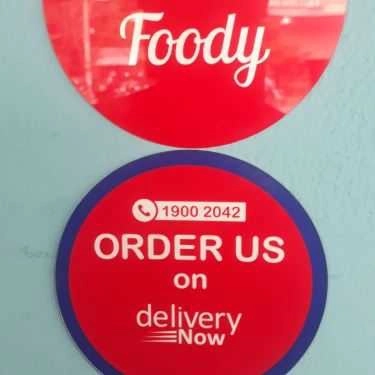 Foody
1900 2042
ORDER US
on
delivery
Now